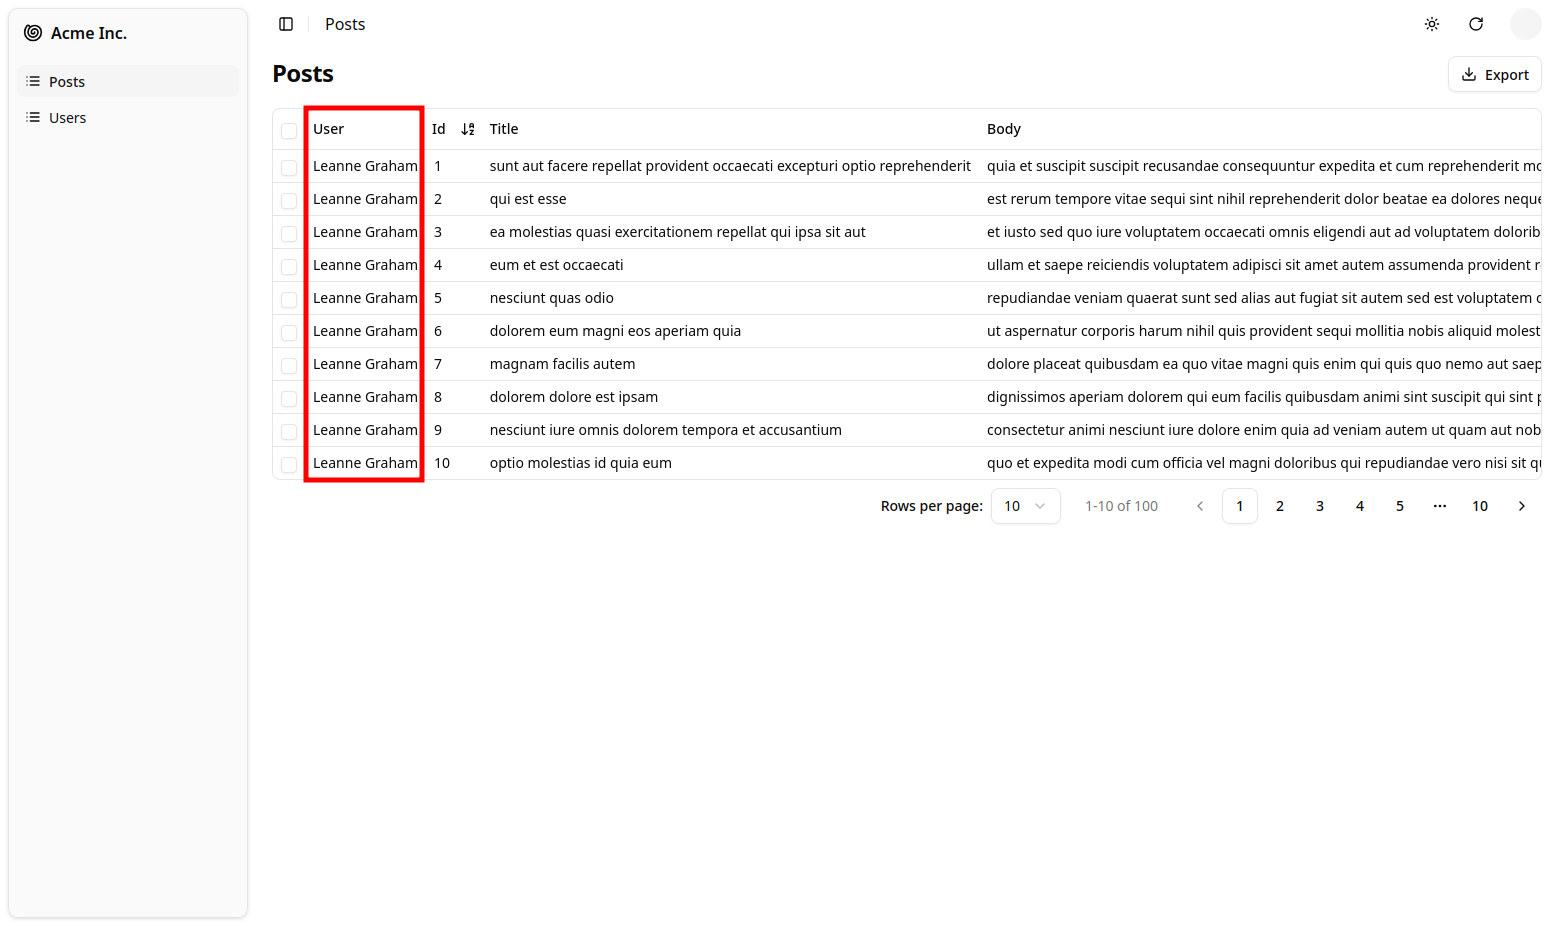 Acme Inc.
Posts
Users
Posts
Posts
Export
User Id Title Body
Leanne Graham 1 sunt aut facere repellat provident occaecati excepturi optio reprehenderit quia et suscipit suscipit recusandae consequuntur expedita et cum reprehenderit mo
Leanne Graham 2 qui est esse est rerum tempore vitae sequi sint nihil reprehenderit dolor beatae ea dolores neque
Leanne Graham 3 ea molestias quasi exercitationem repellat qui ipsa sit aut et iusto sed quo iure voluptatem occaecati omnis eligendi aut ad voluptatem dolorib
Leanne Graham 4 eum et est occaecati ullam et saepe reiciendis voluptatem adipisci sit amet autem assumenda provident r
Leanne Graham 5 nesciunt quas odio repudiandae veniam quaerat sunt sed alias aut fugiat sit autem sed est voluptatem
Leanne Graham 6 dolorem eum magni eos aperiam quia ut aspernatur corporis harum nihil quis provident sequi mollitia nobis aliquid molest
Leanne Graham 7 magnam facilis autem dolore placeat quibusdam ea quo vitae magni quis enim qui quis quo nemo aut saep
Leanne Graham 8 dolorem dolore est ipsam dignissimos aperiam dolorem qui eum facilis quibusdam animi sint suscipit qui sint p
Leanne Graham 9 nesciunt iure omnis dolorem tempora et accusantium consectetur animi nesciunt iure dolore enim quia ad veniam autem ut quam aut nob
Leanne Graham 10 optio molestias id quia eum quo et expedita modi cum officia vel magni doloribus qui repudiandae vero nisi sit qu
Rows per page: 10 1-10 of 100 1 2 3 4 5 ··· 10